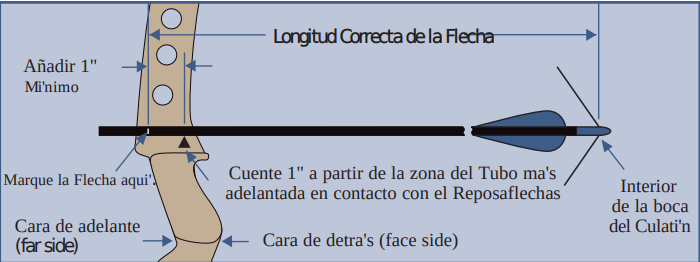 Longitud Correcta de la Flecha
Añadir 1"
Mi'nimo
Marque la Flecha aqui'.
Cuente 1" a partir de la zona del Tubo ma's
adelantada en contacto con el Reposaflechas
Interior
de la boca
del Culati'n
Cara de adelante
(far side)
Cara de detra's (face side)